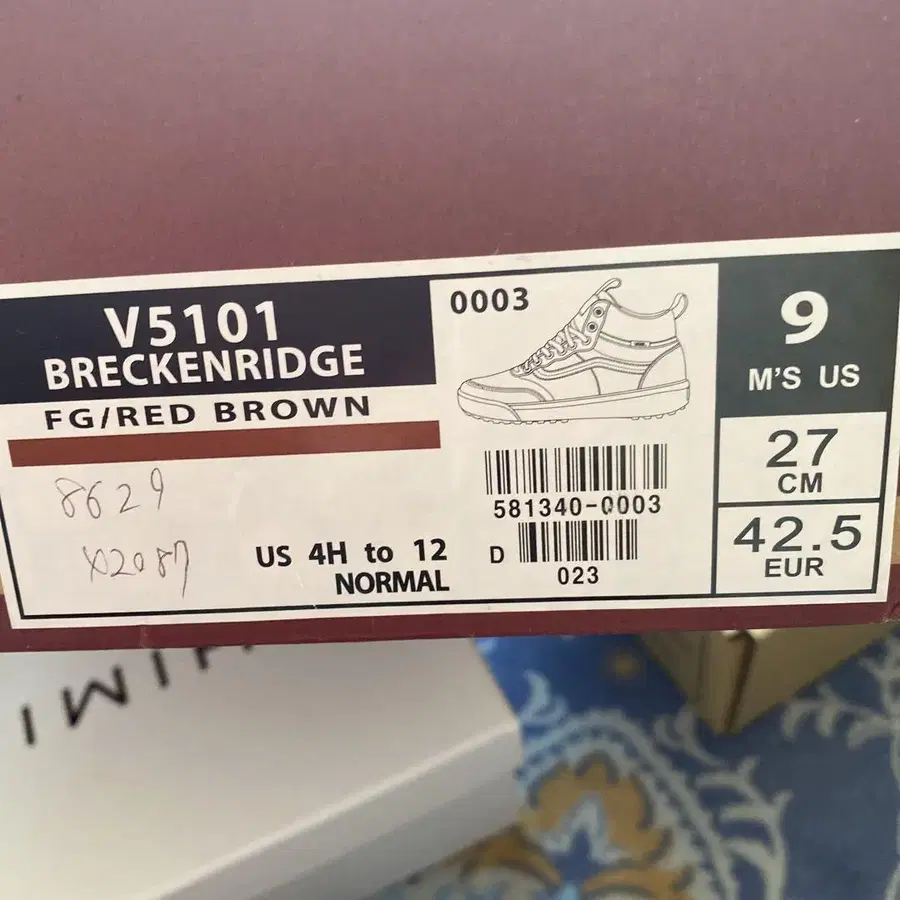 V5101
BRECKENRIDGE
FG/RED BROWN
8629
US 4H to 12
NORMAL
0003
581340-0003
D
023
9
M'S US
27
CM
42.5
EUR